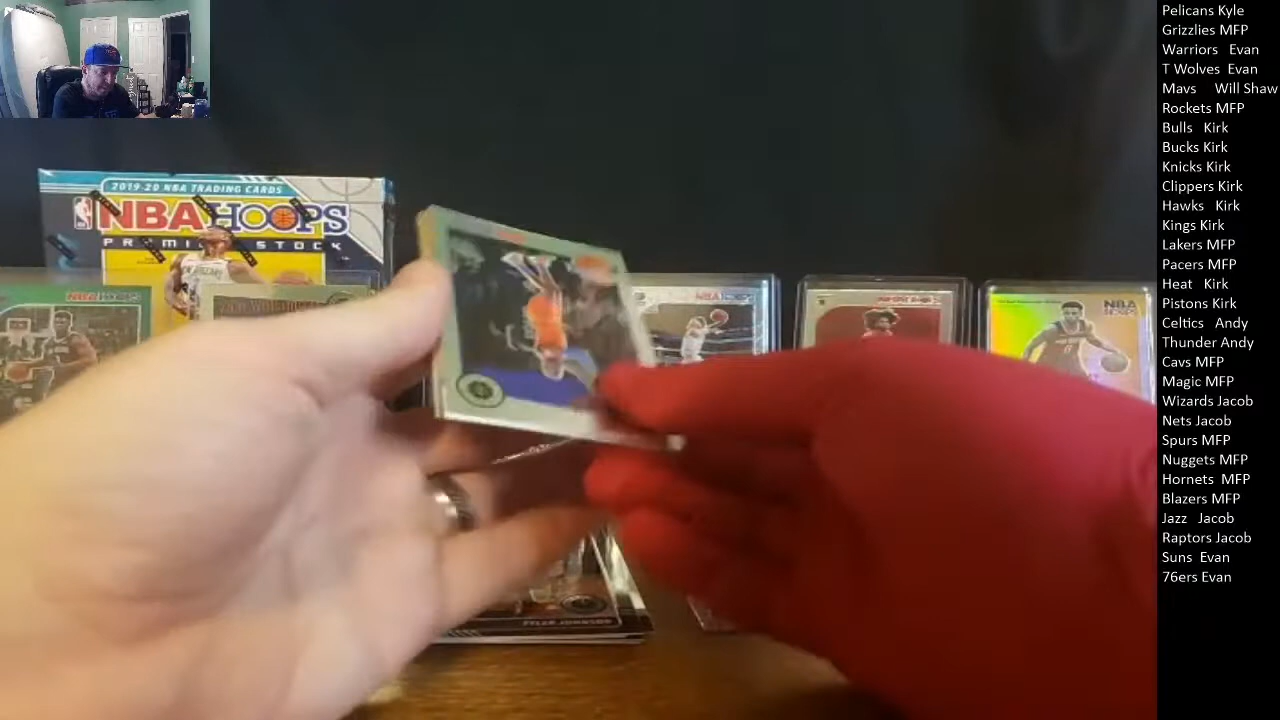 Pelicans Kyle
Grizzlies MFP
Warriors Evan
T Wolves Evan
Mavs Will Shaw
Rockets MFP
Bulls Kirk
Bucks Kirk
Knicks Kirk
Clippers Kirk
Hawks Kirk
Kings Kirk
Lakers MFP
Pacers MFP
Heat Kirk
Pistons Kirk
Celtics Andy
Thunder Andy
Cavs MFP
Magic MFP
Wizards Jacob
Nets Jacob
Spurs MFP
Nuggets MFP
Hornets MFP
Blazers MFP
Jazz Jacob
Raptors Jacob
Suns Evan
76ers Evan
2019-20 NBA TRADING CARDS
NBA HOOPS
PREMIUM STOCK
NBA HOOPS
NBA HOOPS
NBA
HOOPS
TYLER JOHNSON